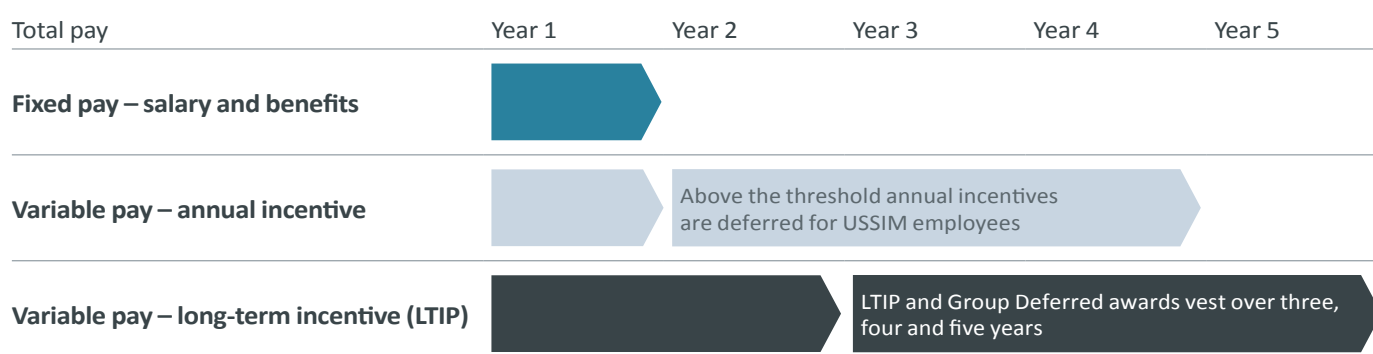 Total pay Year 1 Year 2 Year 3 Year 4 Year 5
Fixed pay – salary and benefits
Variable pay – annual incentive
Above the threshold annual incentives
are deferred for USSIM employees
Variable pay – long-term incentive (LTIP)
LTIP and Group Deferred awards vest over three,
four and five years